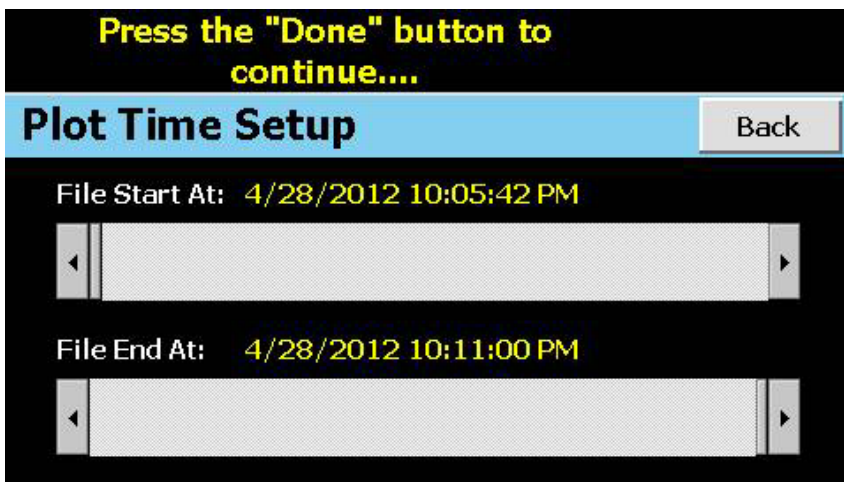 Press the "Done" button to
continue....
Plot Time Setup
Back
File Start At: 4/28/2012 10:05:42 PM
File End At: 4/28/2012 10:11:00 PM